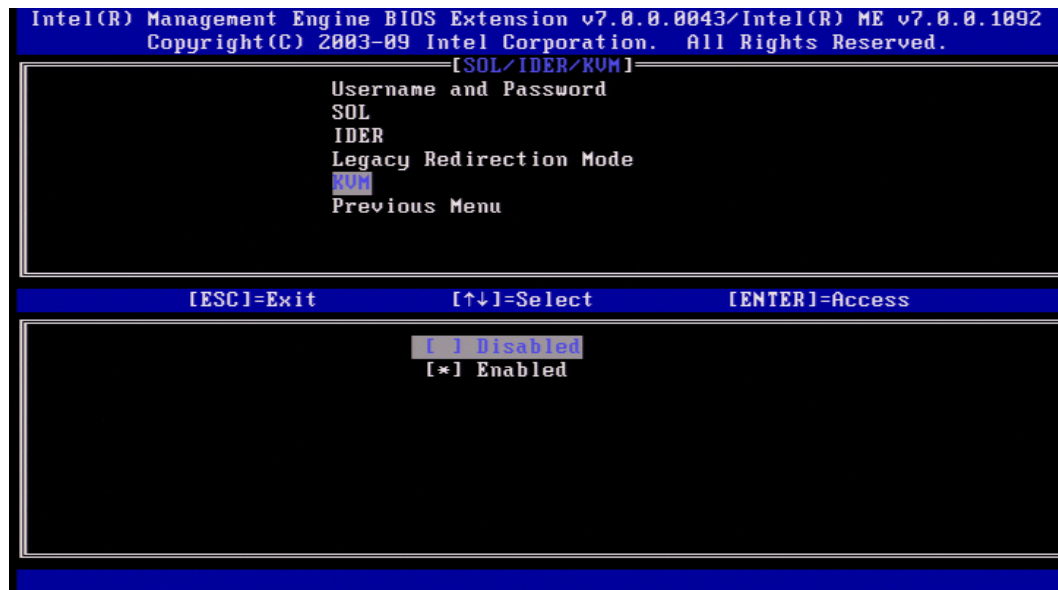 Intel(R) Management Engine BIOS Extension v7.0.0.0043/Intel(R) ME v7.0.0.1092
Copyright(C) 2003-09 Intel Corporation. All Rights Reserved.
[SOL/IDER/KVM]
Username and Password
SOL
IDER
Legacy Redirection Mode
KVM
Previous Menu
[ESC]=Exit [↑↓]=Select [ENTER]=Access
[ ] Disabled
[*] Enabled